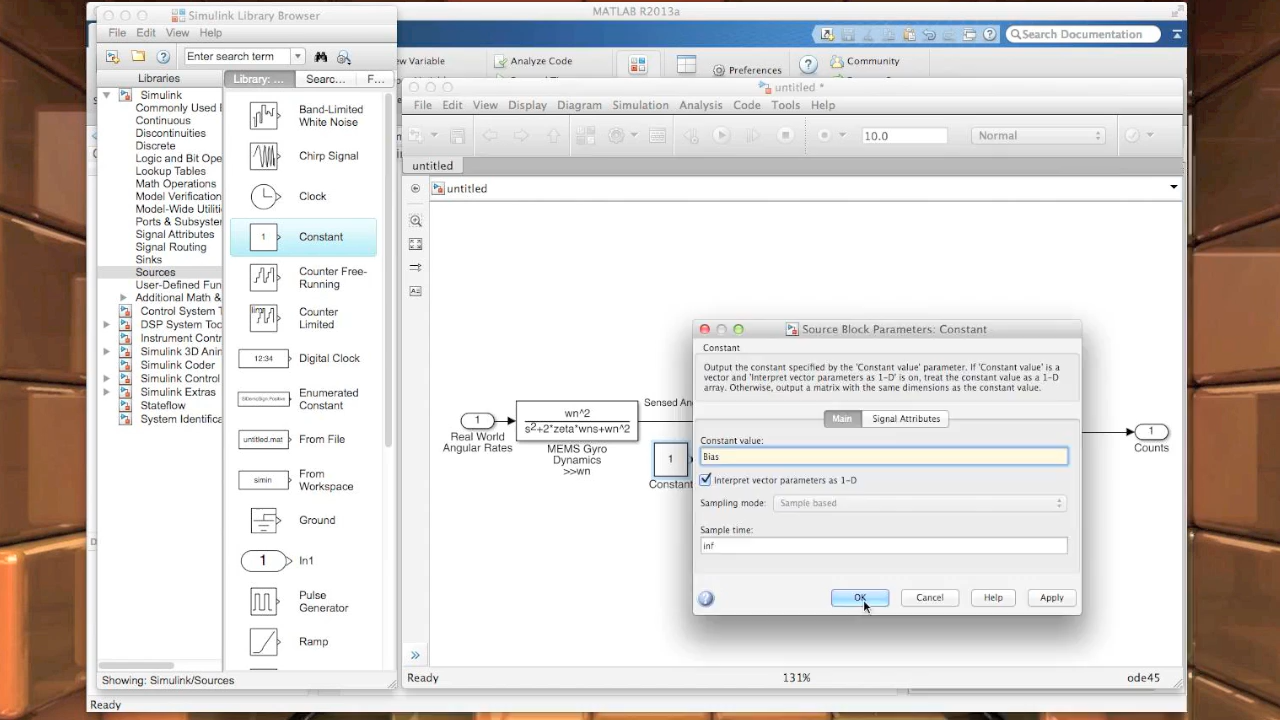 Simulink Library Browser
File Edit View Help
Enter search term
Libraries
Library: ...
Searc...
F...
Simulink
Commonly Used
Continuous
Discontinuities
Discrete
Logic and Bit Ope
Lookup Tables
Math Operations
Model Verification
Model-Wide Utiliti
Ports & Subsyster
Signal Attributes
Signal Routing
Sinks
Sources
User-Defined Fun
Additional Math &
Control System T
DSP System Too
Instrument Contr
Simulink 3D Anir
Simulink Coder
Simulink Control
Simulink Extras
Stateflow
System Identifica
Band-Limited
White Noise
Chirp Signal
Clock
1
Constant
Counter Free-
Running
Counter
Limited
12:34
Digital Clock
Enumerated
Constant
untitled.mat
From File
simin
From
Workspace
Ground
1
In1
Pulse
Generator
Ramp
Showing: Simulink/Sources
Ready
MATLAB R2013a
Search Documentation
New Variable
Analyze Code
Preferences
Community
untitled *
File Edit View Display Diagram Simulation Analysis Code Tools Help
10.0
Normal
untitled
untitled
1
Real World
Angular Rates
wn^2
s^2+2*zeta*wns+wn^2
MEMS Gyro
Dynamics
>>wn
Sensed An
1
Constant
1
Counts
Source Block Parameters: Constant
Constant
Output the constant specified by the 'Constant value' parameter. If 'Constant value' is a
vector and 'Interpret vector parameters as 1-D' is on, treat the constant value as a 1-D
array. Otherwise, output a matrix with the same dimensions as the constant value.
Main
Signal Attributes
Constant value:
Bias
Interpret vector parameters as 1-D
Sampling mode: Sample based
Sample time:
inf
OK
Cancel
Help
Apply
Ready
131%
ode45